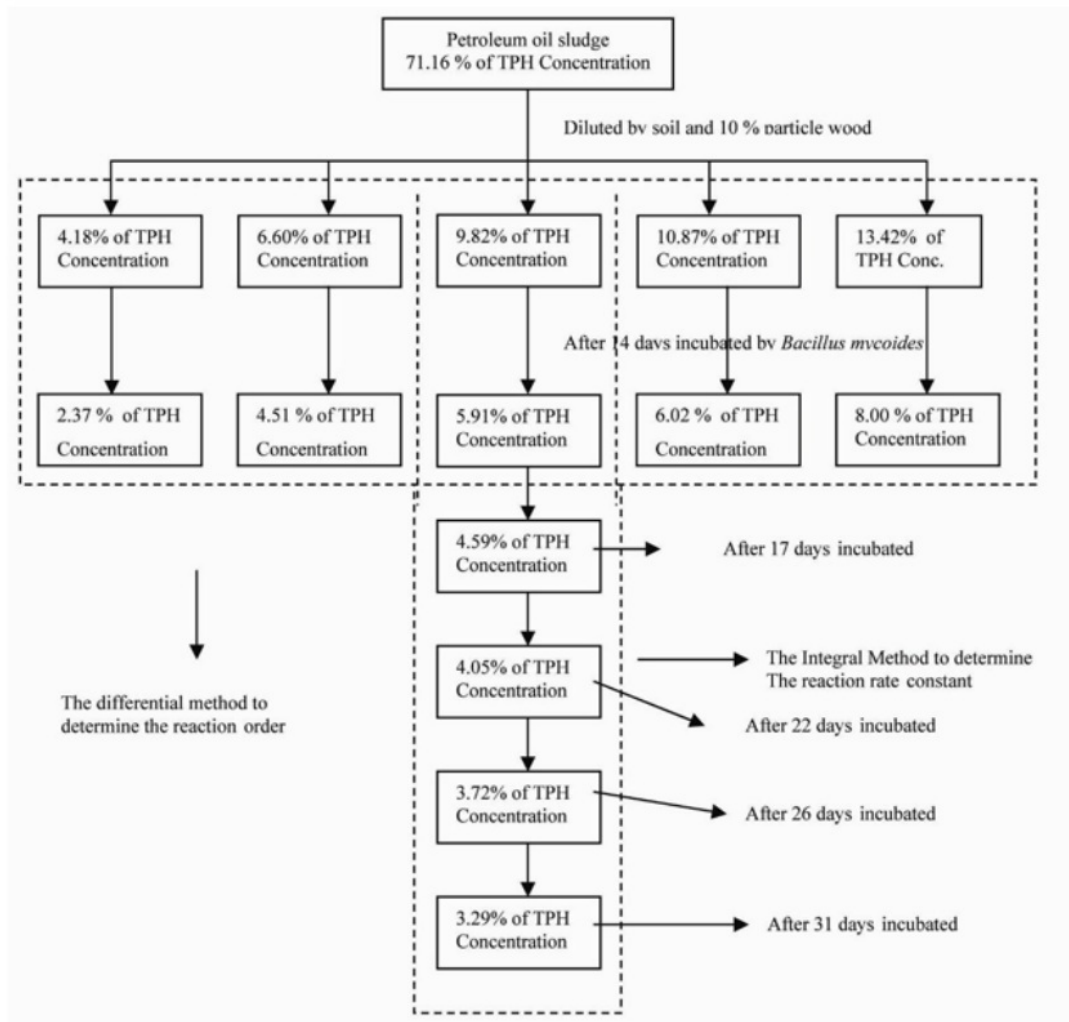 Petroleum oil sludge
71.16 % of TPH Concentration
Diluted by soil and 10 % particle wood
4.18% of TPH
Concentration
6.60% of TPH
Concentration
9.82% of TPH
Concentration
10.87% of TPH
Concentration
13.42% of
TPH Conc.
After 14 days incubated by Bacillus mycoides
2.37 % of TPH
Concentration
4.51 % of TPH
Concentration
5.91% of TPH
Concentration
6.02 % of TPH
Concentration
8.00 % of TPH
Concentration
4.59% of TPH
Concentration
After 17 days incubated
4.05% of TPH
Concentration
The Integral Method to determine
The reaction rate constant
The differential method to
determine the reaction order
After 22 days incubated
3.72% of TPH
Concentration
After 26 days incubated
3.29% of TPH
Concentration
After 31 days incubated